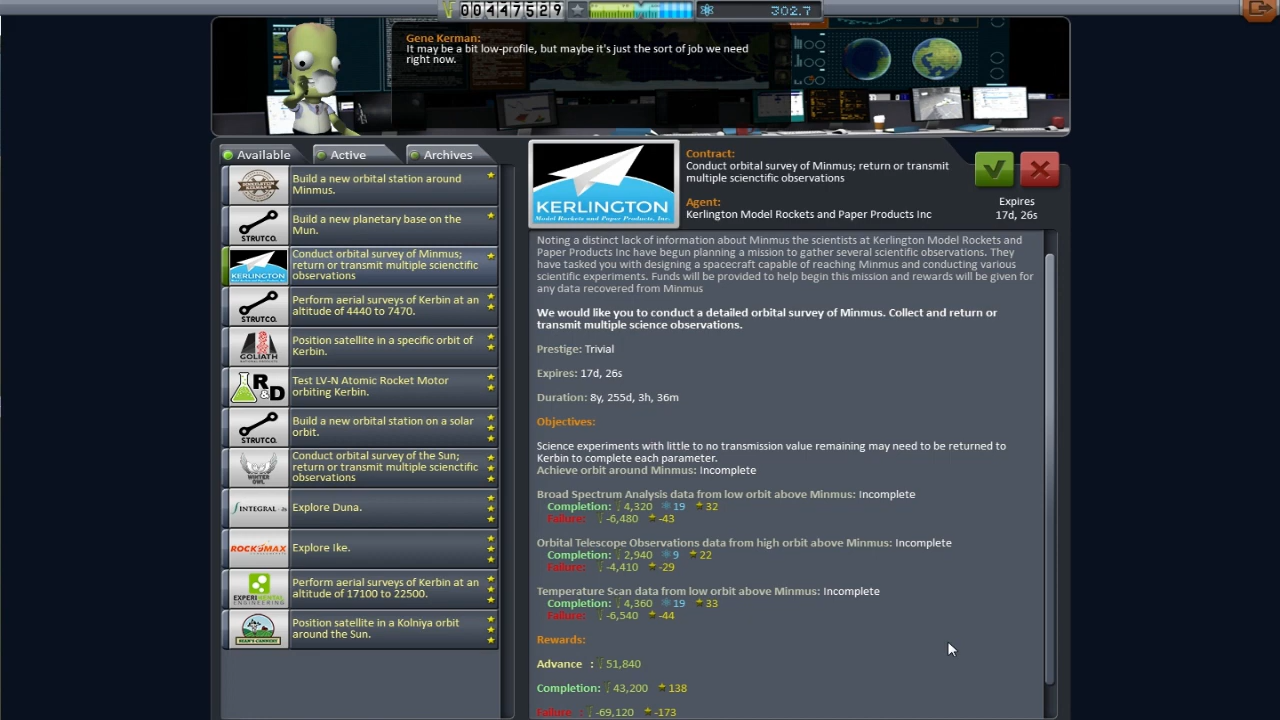 00447529
302.7
Gene Kerman:
It may be a bit low-profile, but maybe it's just the sort of job we need
right now.
Available
Active
Archives
Build a new orbital station around
Minmus.
STRUTCO.
Build a new planetary base on the
Mun.
KERLINGTON
Conduct orbital survey of Minmus;
return or transmit multiple scienctific
observations
STRUTCO.
Perform aerial surveys of Kerbin at an
altitude of 4440 to 7470.
GOLIATH
Position satellite in a specific orbit of
Kerbin.
R&D
Test LV-N Atomic Rocket Motor
orbiting Kerbin.
STRUTCO.
Build a new orbital station on a solar
orbit.
WINTER
OWL
Conduct orbital survey of the Sun;
return or transmit multiple scienctific
observations
INTEGRAL
Explore Duna.
ROCKOMAX
Explore Ike.
EXPERIMENTAL
ENGINEERING
Perform aerial surveys of Kerbin at an
altitude of 17100 to 22500.
Position satellite in a Kolniya orbit
around the Sun.
KERLINGTON
Model Rockets and Paper Products, Inc.
Contract:
Conduct orbital survey of Minmus; return or transmit
multiple scienctific observations
Agent:
Kerlington Model Rockets and Paper Products Inc
Expires
17d, 26s
Noting a distinct lack of information about Minmus the scientists at Kerlington Model Rockets and
Paper Products Inc have begun planning a mission to gather several scientific observations. They
have tasked you with designing a spacecraft capable of reaching Minmus and conducting various
scientific experiments. Funds will be provided to help begin this mission and rewards will be given for
any data recovered from Minmus
We would like you to conduct a detailed orbital survey of Minmus. Collect and return or
transmit multiple science observations.
Prestige: Trivial
Expires: 17d, 26s
Duration: 8y, 255d, 3h, 36m
Objectives:
Science experiments with little to no transmission value remaining may need to be returned to
Kerbin to complete each parameter.
Achieve orbit around Minmus: Incomplete
Broad Spectrum Analysis data from low orbit above Minmus: Incomplete
Completion: 4,320 19 32
Failure: -6,480 -43
Orbital Telescope Observations data from high orbit above Minmus: Incomplete
Completion: 2,940 9 22
Failure: -4,410 -29
Temperature Scan data from low orbit above Minmus: Incomplete
Completion: 4,360 19 33
Failure: -6,540 -44
Rewards:
Advance : 51,840
Completion: 43,200 138
Failure : -69,120 -173